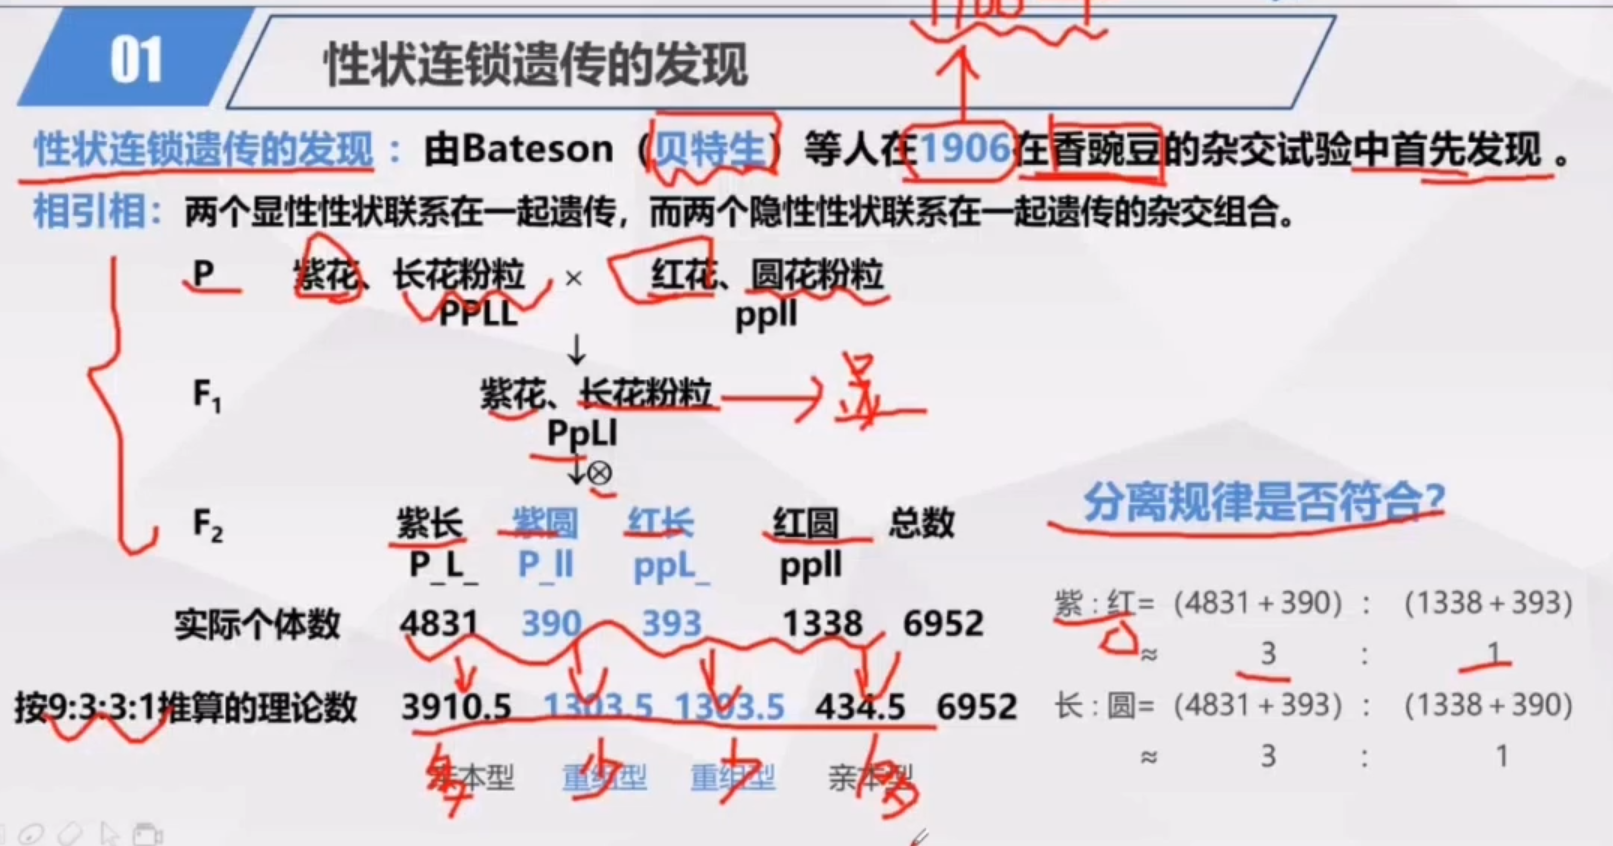 01 性状连锁遗传的发现
性状连锁遗传的发现：由Bateson（贝特生）等人在1906在香豌豆的杂交试验中首先发现。
相引相：两个显性性状联系在一起遗传，而两个隐性性状联系在一起遗传的杂交组合。
P 紫花、长花粉粒 × 红花、圆花粉粒
PPLL ppll
↓
F₁ 紫花、长花粉粒 → 显
PpLl
↓⊗
分离规律是否符合？
F₂ 紫长 紫圆 红长 红圆 总数
P_L_ P_ll ppL_ ppll
实际个体数 4831 390 393 1338 6952
紫：红=（4831＋390）：（1338＋393）
≈ 3 : 1
按9:3:3:1推算的理论数 3910.5 1303.5 1303.5 434.5 6952
长：圆=（4831＋393）：（1338＋390）
≈ 3 : 1
亲本型 重组型 重组型 亲本型
多 少 少 多